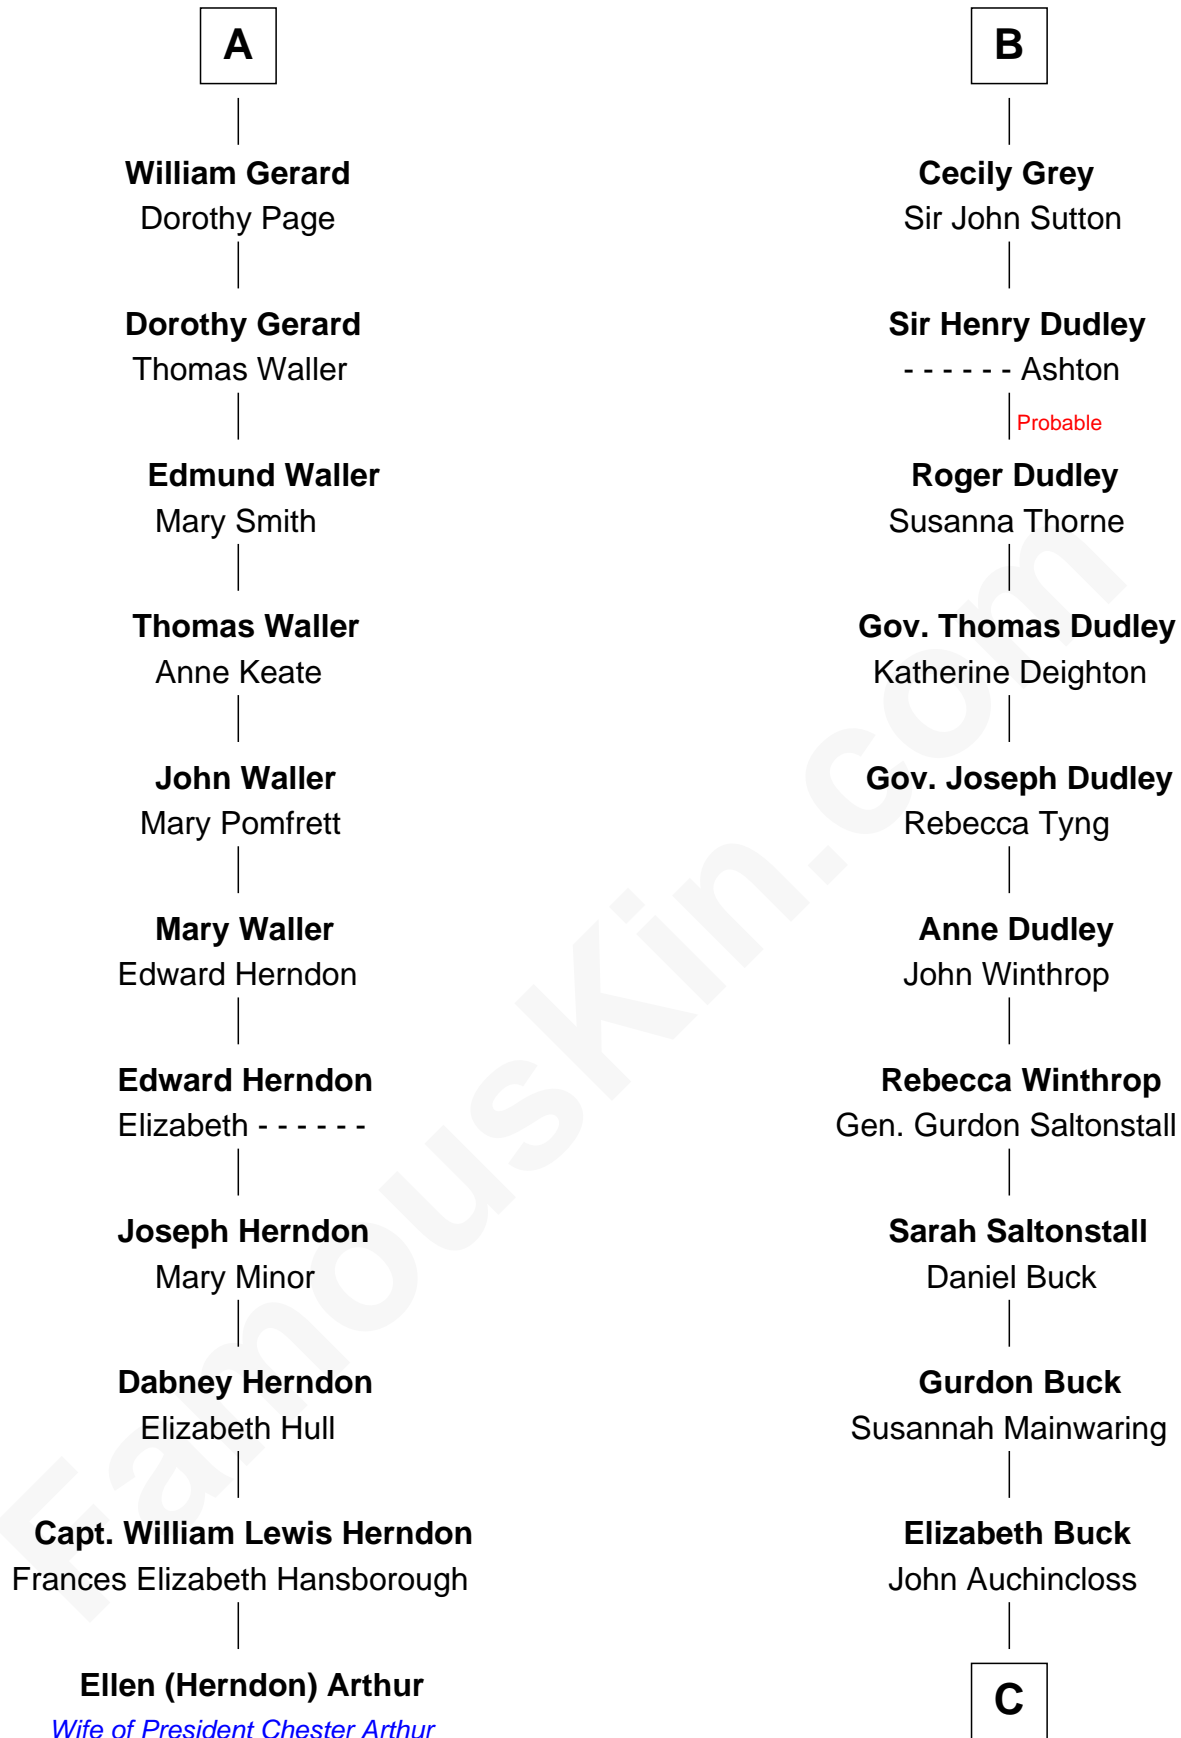 A
William Gerard
Dorothy Page
Dorothy Gerard
Thomas Waller
Edmund Waller
Mary Smith
Thomas Waller
Anne Keate
John Waller
Mary Pomfrett
Mary Waller
Edward Herndon
Edward Herndon
Elizabeth - - - - - -
Joseph Herndon
Mary Minor
Dabney Herndon
Elizabeth Hull
Capt. William Lewis Herndon
Frances Elizabeth Hansborough
Ellen (Herndon) Arthur
Wife of President Chester Arthur
B
Cecily Grey
Sir John Sutton
Sir Henry Dudley
- - - - - - Ashton
Probable
Roger Dudley
Susanna Thorne
Gov. Thomas Dudley
Katherine Deighton
Gov. Joseph Dudley
Rebecca Tyng
Anne Dudley
John Winthrop
Rebecca Winthrop
Gen. Gurdon Saltonstall
Sarah Saltonstall
Daniel Buck
Gurdon Buck
Susannah Mainwaring
Elizabeth Buck
John Auchincloss
C
FamousKin.com